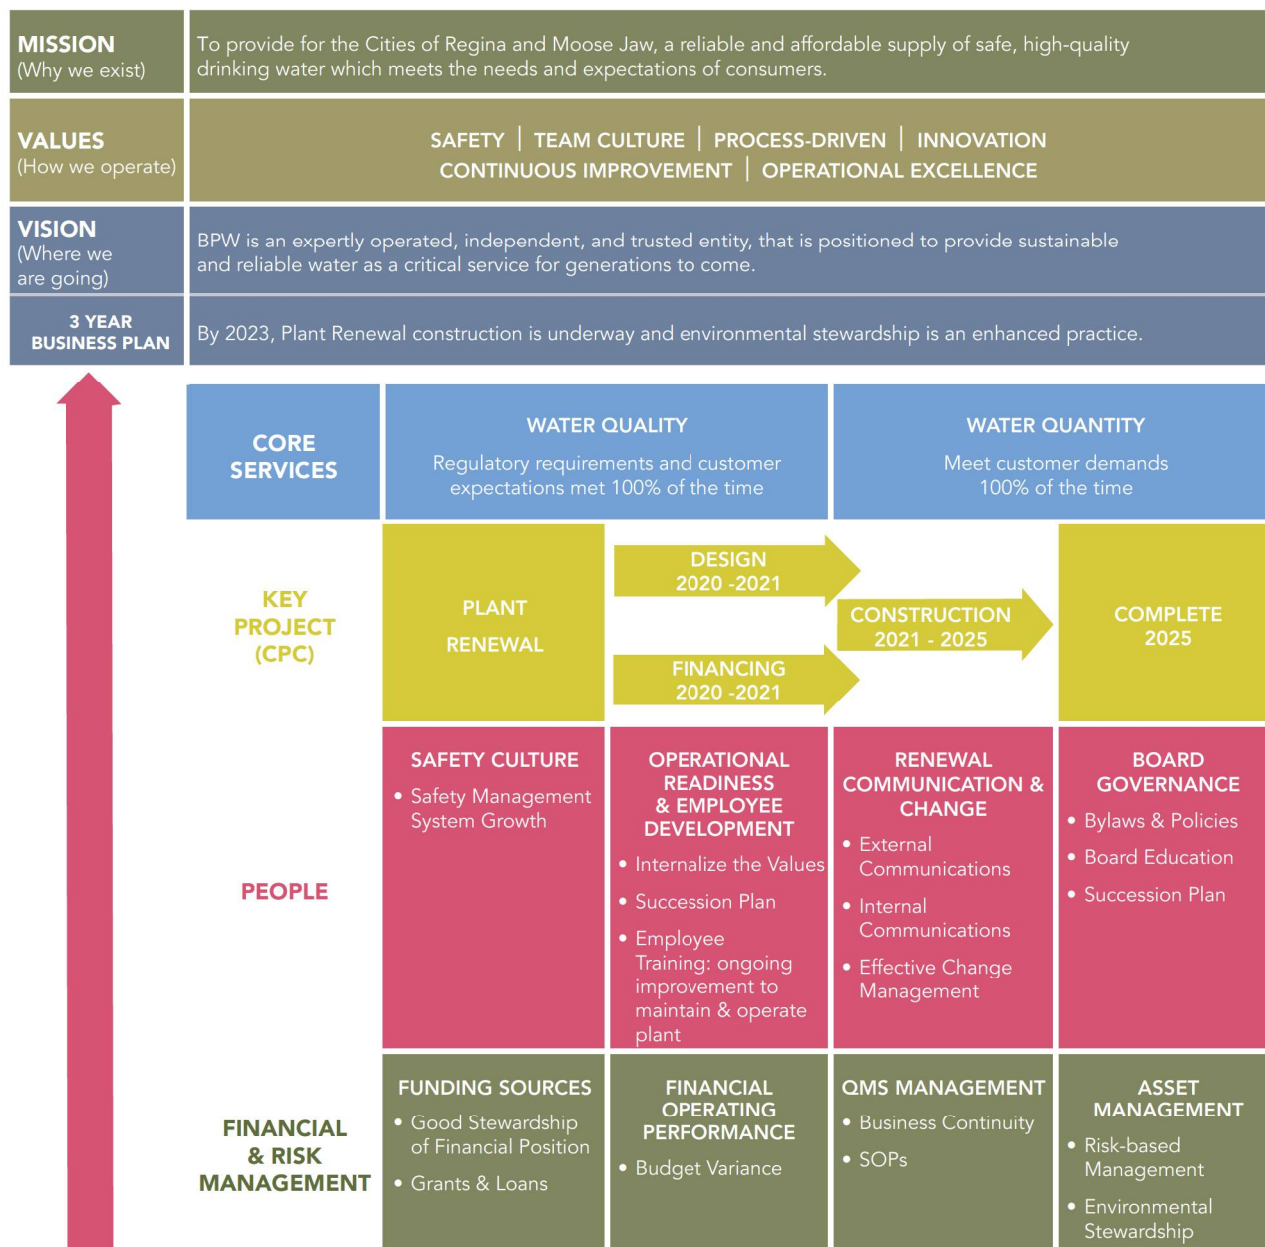 MISSION
(Why we exist)
To provide for the Cities of Regina and Moose Jaw, a reliable and affordable supply of safe, high-quality
drinking water which meets the needs and expectations of consumers.
VALUES
(How we operate)
SAFETY | TEAM CULTURE | PROCESS-DRIVEN | INNOVATION
CONTINUOUS IMPROVEMENT | OPERATIONAL EXCELLENCE
VISION
(Where we
are going)
BPW is an expertly operated, independent, and trusted entity, that is positioned to provide sustainable
and reliable water as a critical service for generations to come.
3 YEAR
BUSINESS PLAN
By 2023, Plant Renewal construction is underway and environmental stewardship is an enhanced practice.
CORE
SERVICES
WATER QUALITY
Regulatory requirements and customer
expectations met 100% of the time
WATER QUANTITY
Meet customer demands
100% of the time
KEY
PROJECT
(CPC)
PLANT
RENEWAL
DESIGN
2020 -2021
FINANCING
2020 -2021
CONSTRUCTION
2021 - 2025
COMPLETE
2025
PEOPLE
SAFETY CULTURE
• Safety Management
System Growth
OPERATIONAL
READINESS
& EMPLOYEE
DEVELOPMENT
• Internalize the Values
• Succession Plan
• Employee
Training: ongoing
improvement to
maintain & operate
plant
RENEWAL
COMMUNICATION &
CHANGE
• External
Communications
• Internal
Communications
• Effective Change
Management
BOARD
GOVERNANCE
• Bylaws & Policies
• Board Education
• Succession Plan
FINANCIAL
& RISK
MANAGEMENT
FUNDING SOURCES
• Good Stewardship
of Financial Position
• Grants & Loans
FINANCIAL
OPERATING
PERFORMANCE
• Budget Variance
QMS MANAGEMENT
• Business Continuity
• SOPs
ASSET
MANAGEMENT
• Risk-based
Management
• Environmental
Stewardship